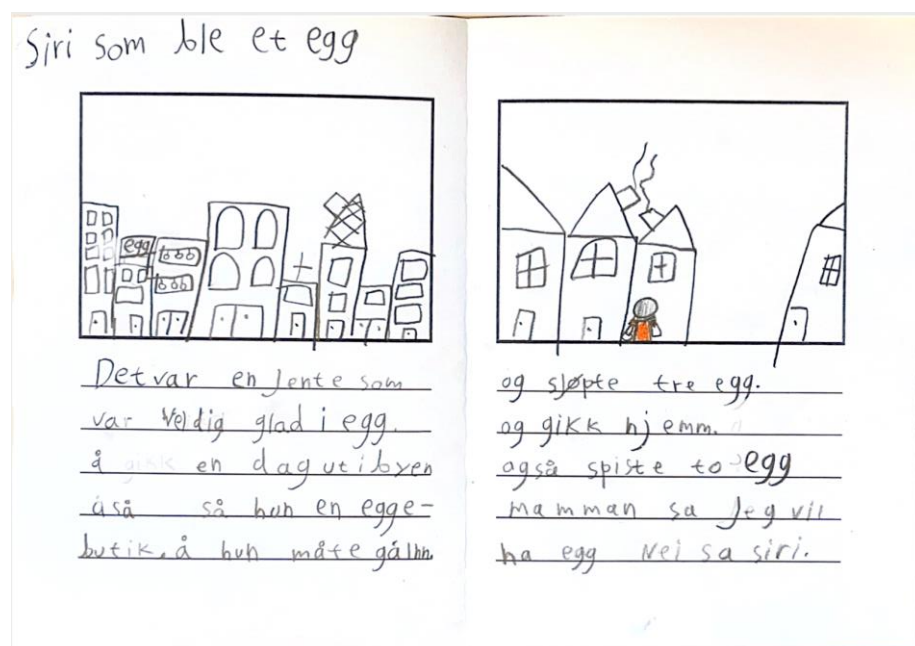 Siri som ble et egg
egg
Det var en Jente som
var Veldig glad i egg.
å gikk en dag ut i byen
åså så hun en egge-
butik. å hun måte gå Inn.
og sjøpte tre egg.
og gikk hjemm.
også spiste to egg
mamman sa Jeg vil
ha egg Nei sa siri.